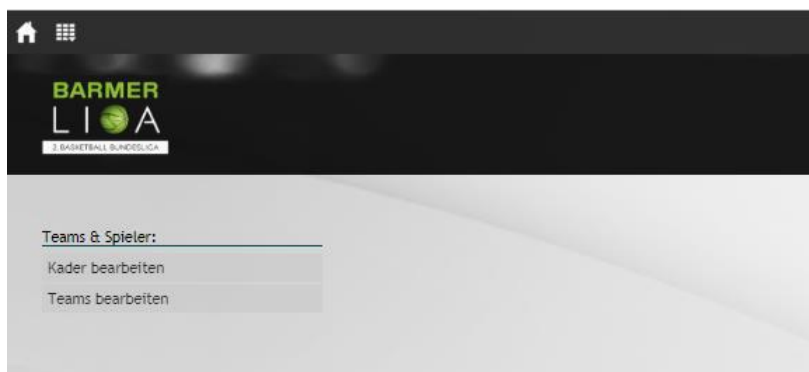 BARMER
LIGA
2. BASKETBALL BUNDESLIGA
Teams & Spieler:
Kader bearbeiten
Teams bearbeiten